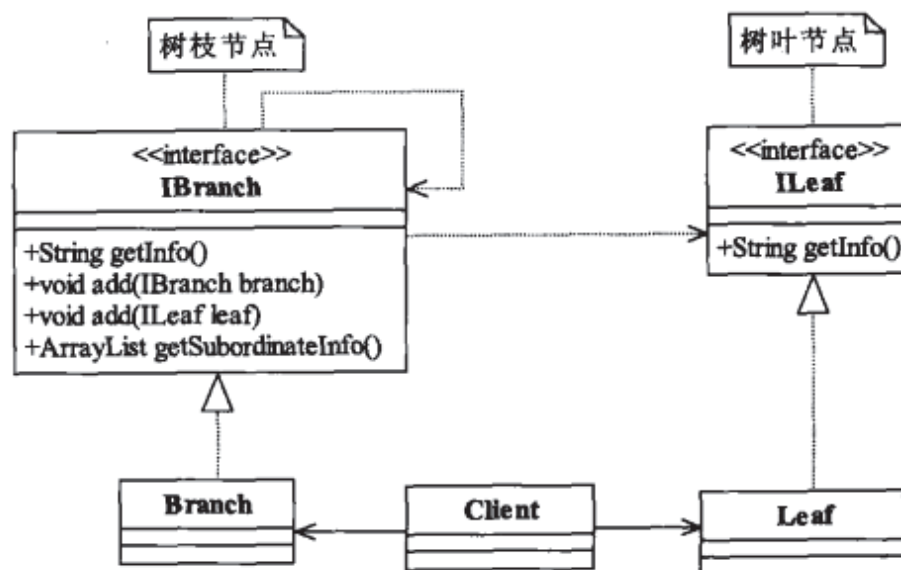 树枝节点
树叶节点
<<interface>>
IBranch
+String getInfo()
+void add(IBranch branch)
+void add(ILeaf leaf)
+ArrayList getSubordinateInfo()
<<interface>>
ILeaf
+String getInfo()
Branch
Client
Leaf